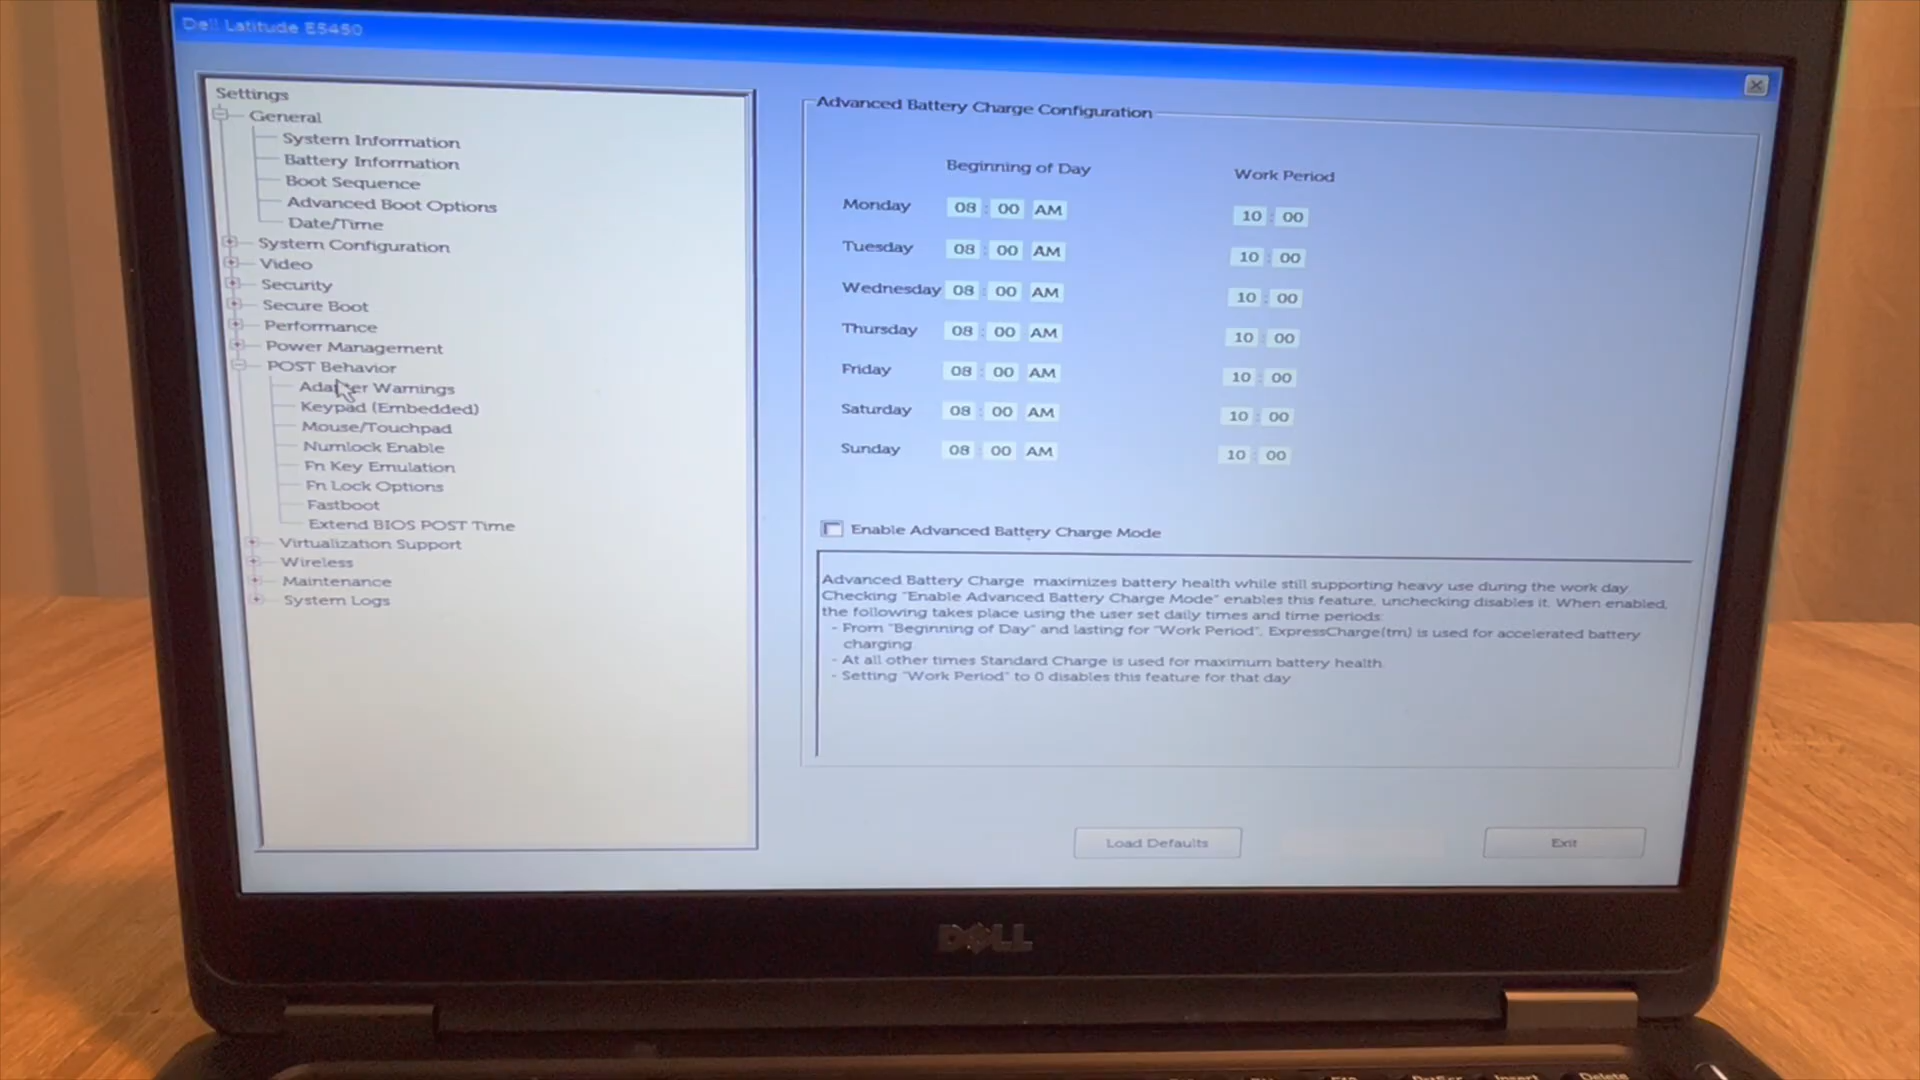 Dell Latitude E5450
Settings
General
System Information
Battery Information
Boot Sequence
Advanced Boot Options
Date/Time
System Configuration
Video
Security
Secure Boot
Performance
Power Management
POST Behavior
Adapter Warnings
Keypad (Embedded)
Mouse/Touchpad
Numlock Enable
Fn Key Emulation
Fn Lock Options
Fastboot
Extend BIOS POST Time
Virtualization Support
Wireless
Maintenance
System Logs
Advanced Battery Charge Configuration
Beginning of Day Work Period
Monday 08 : 00 AM 10 : 00
Tuesday 08 : 00 AM 10 : 00
Wednesday 08 : 00 AM 10 : 00
Thursday 08 : 00 AM 10 : 00
Friday 08 : 00 AM 10 : 00
Saturday 08 : 00 AM 10 : 00
Sunday 08 : 00 AM 10 : 00
Enable Advanced Battery Charge Mode
Advanced Battery Charge maximizes battery health while still supporting heavy use during the work day
Checking "Enable Advanced Battery Charge Mode" enables this feature, unchecking disables it. When enabled,
the following takes place using the user set daily times and time periods:
- From "Beginning of Day" and lasting for "Work Period", ExpressCharge(tm) is used for accelerated battery
charging
- At all other times Standard Charge is used for maximum battery health
- Setting "Work Period" to 0 disables this feature for that day
Load Defaults
Exit
DELL
PrtScr Insert Delete